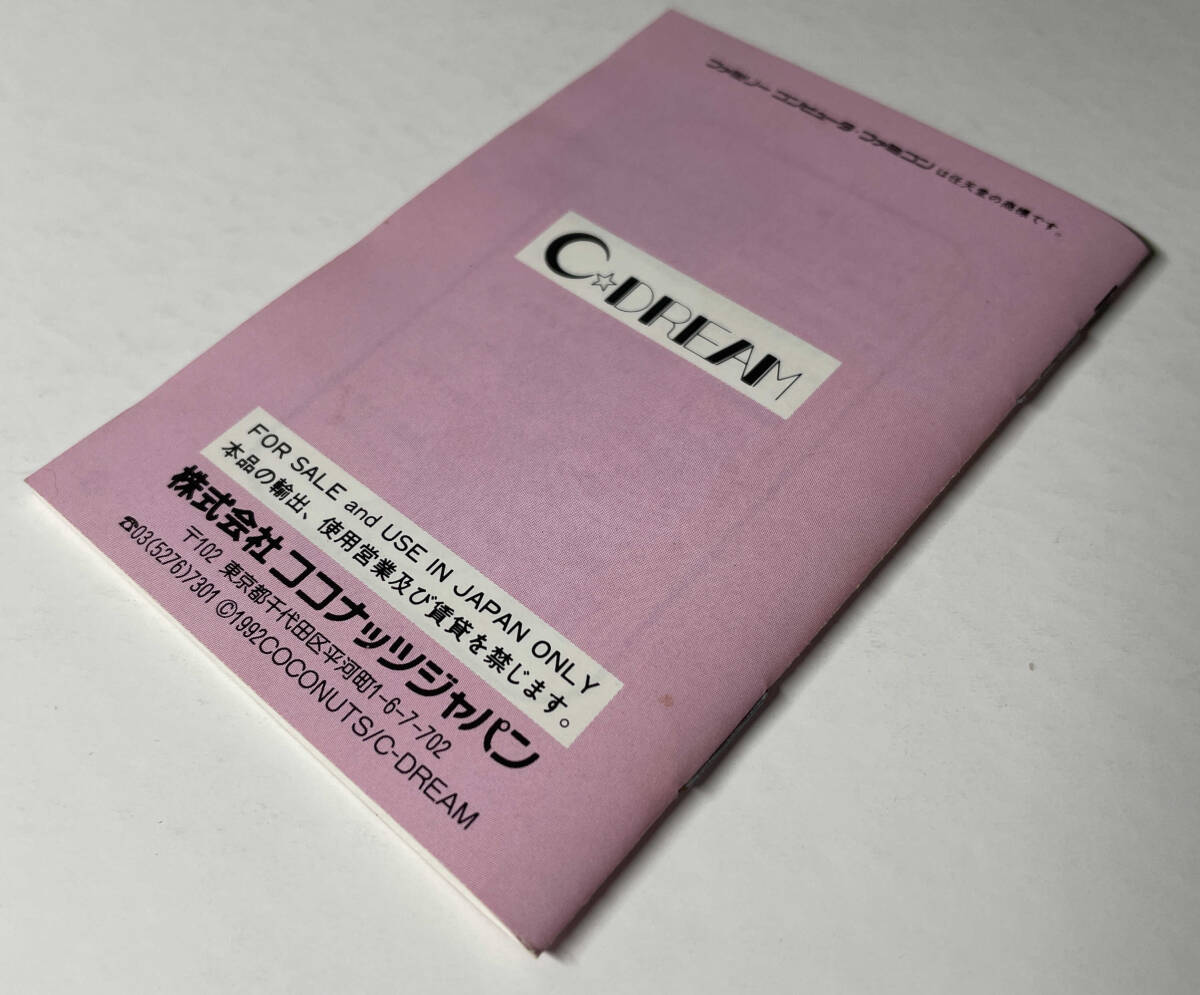 ファミリー コンピュータ・ファミコン は任天堂の商標です。
C☆DREAM
FOR SALE and USE IN JAPAN ONLY
本品の輸出、使用営業及び賃貸を禁じます。
株式会社 ココナッツジャパン
〒102 東京都千代田区平河町1-6-7-702
☎03(5276)7301 ©1992COCONUTS/C-DREAM